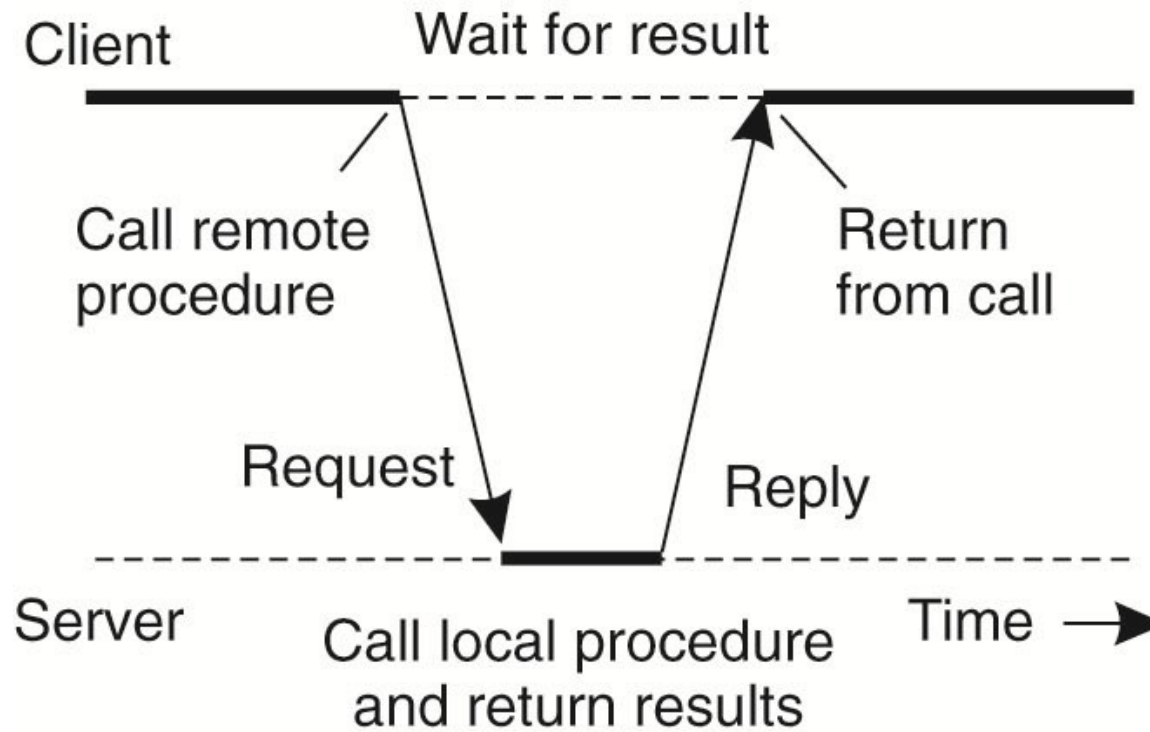 Client
Wait for result
Call remote
procedure
Return
from call
Request
Reply
Server
Time
Call local procedure
and return results